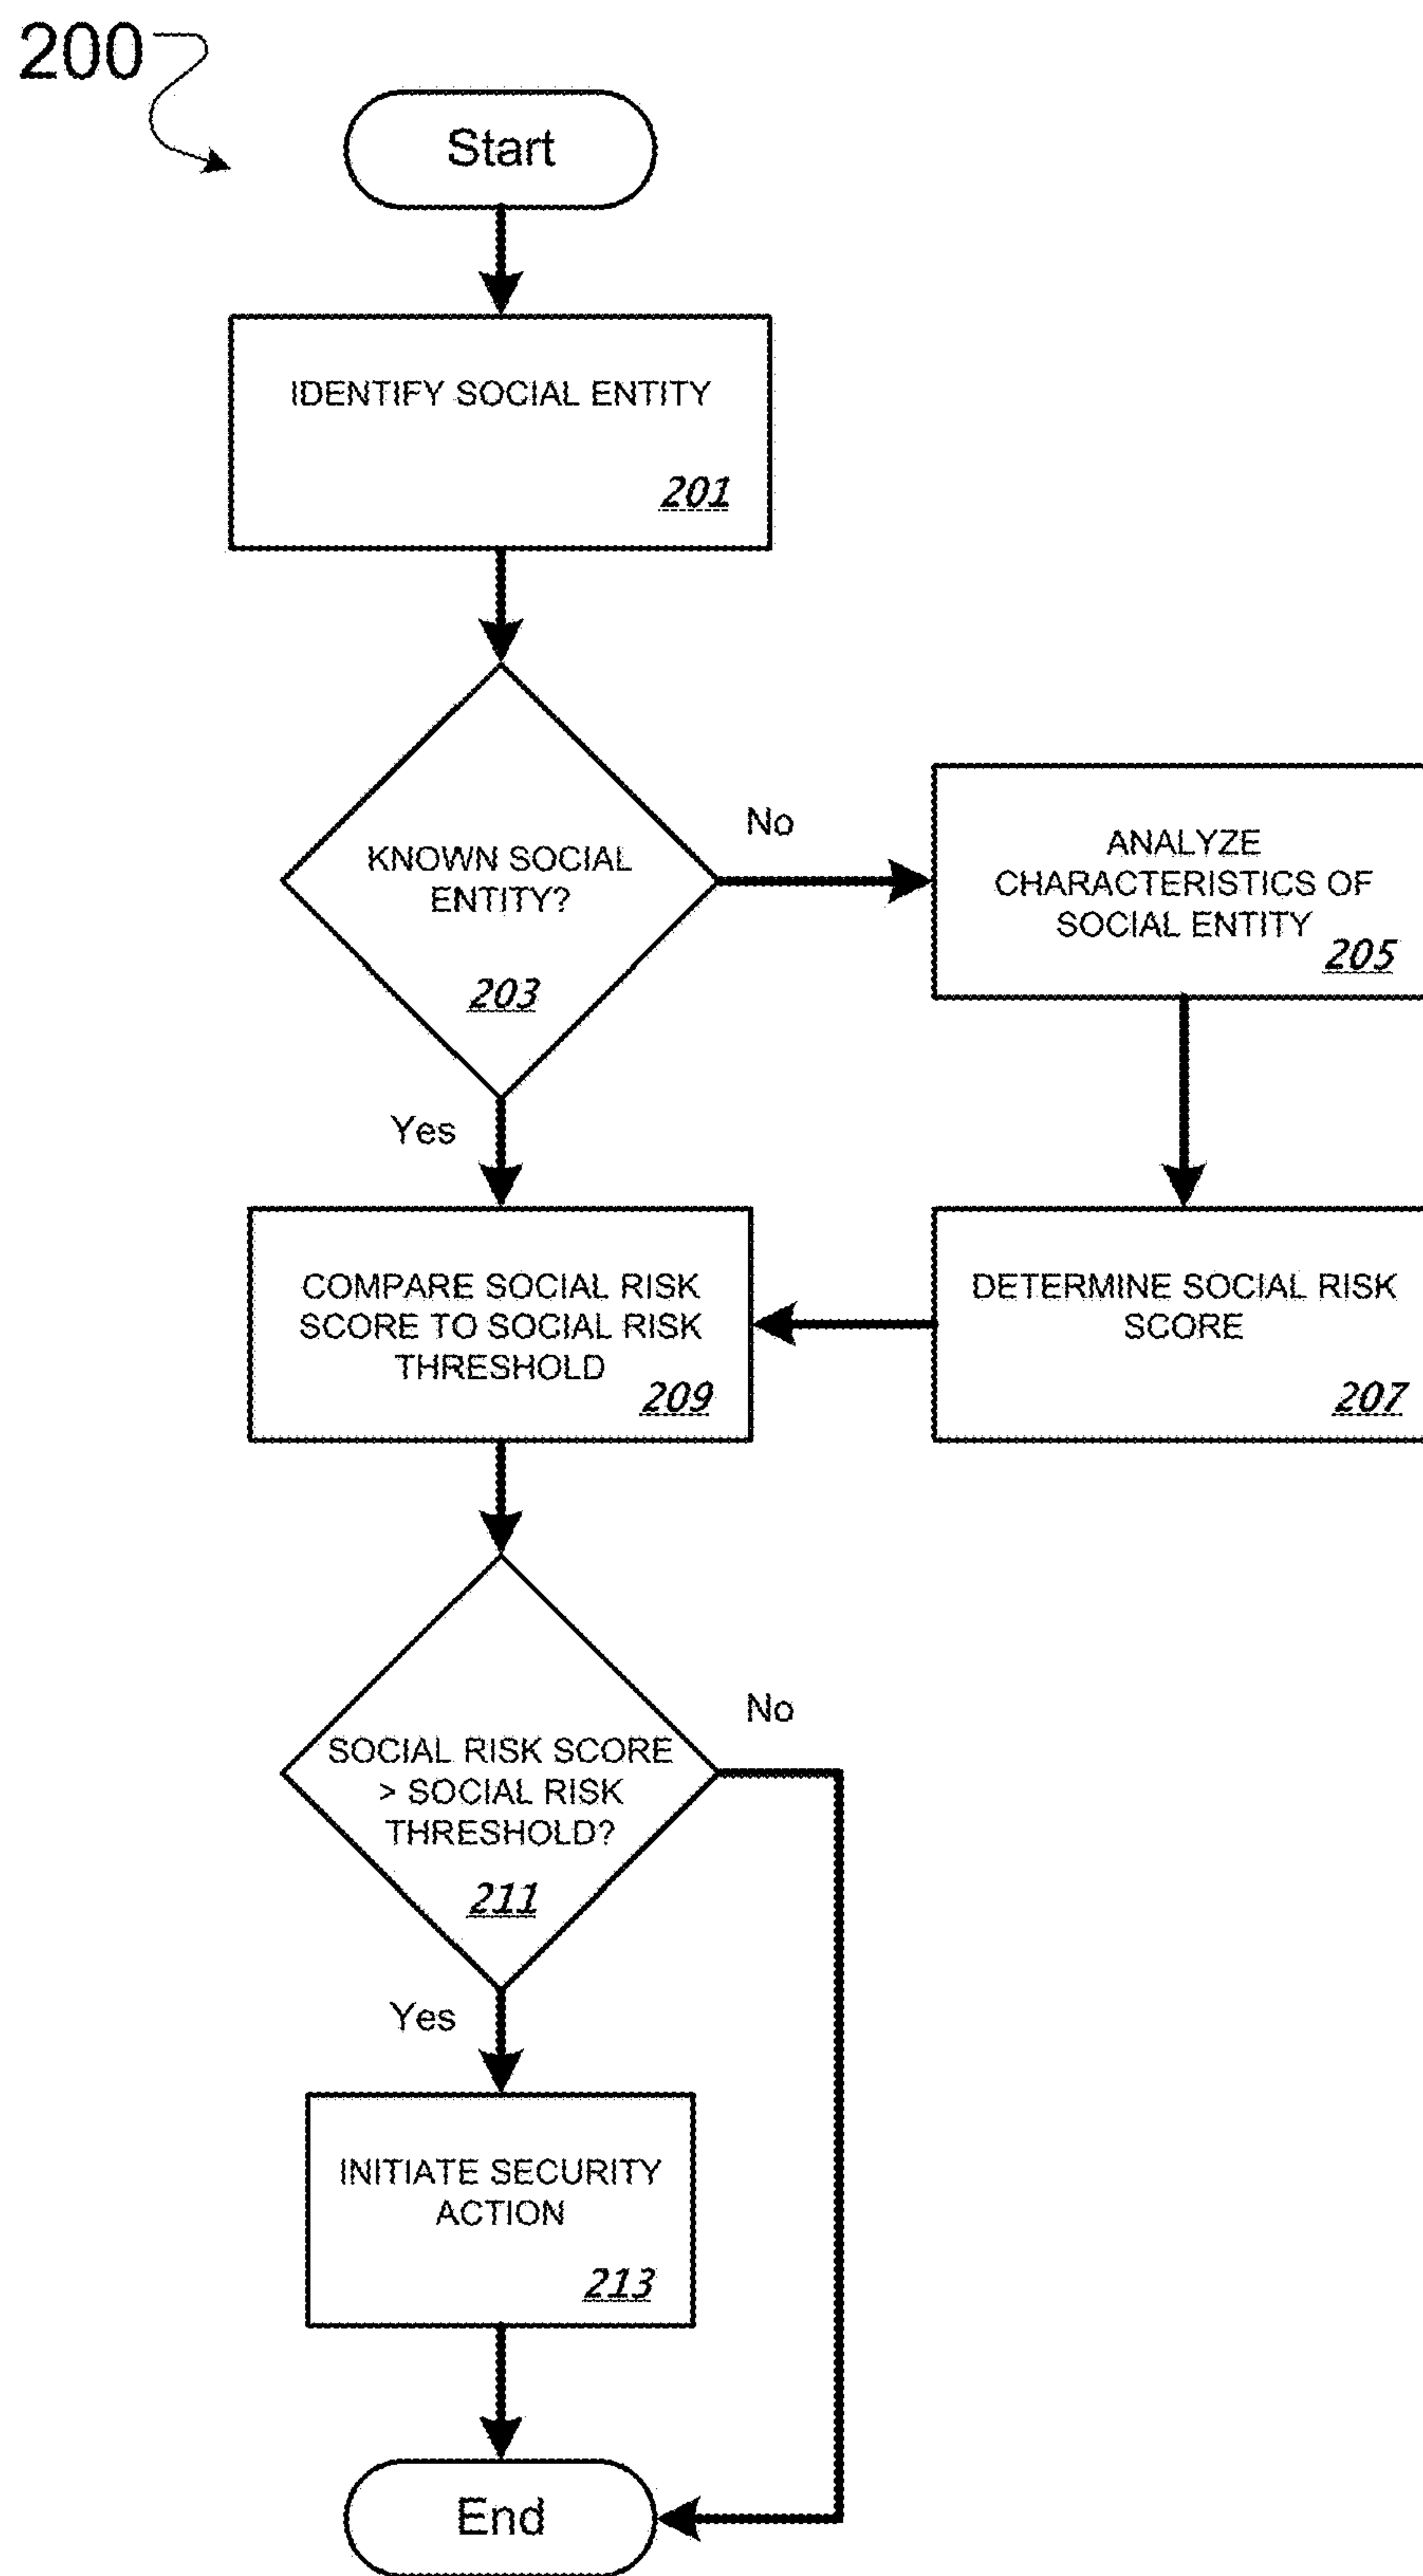 200
Start
IDENTIFY SOCIAL ENTITY
201
KNOWN SOCIAL
ENTITY?
203
No
ANALYZE
CHARACTERISTICS OF
SOCIAL ENTITY
205
Yes
COMPARE SOCIAL RISK
SCORE TO SOCIAL RISK
THRESHOLD
209
DETERMINE SOCIAL RISK
SCORE
207
SOCIAL RISK SCORE
> SOCIAL RISK
THRESHOLD?
211
No
Yes
INITIATE SECURITY
ACTION
213
End